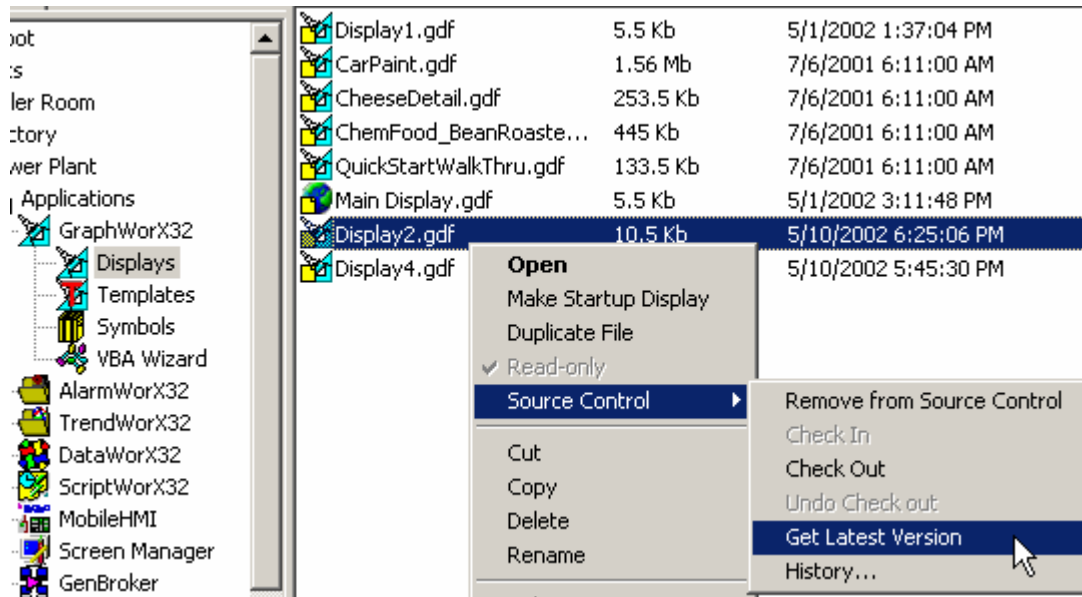 Room
Plant
Applications
GraphWorX32
Displays
Templates
Symbols
VBA Wizard
AlarmWorX32
TrendWorX32
DataWorX32
ScriptWorX32
MobileHMI
Screen Manager
GenBroker
Display1.gdf 5.5 Kb 5/1/2002 1:37:04 PM
CarPaint.gdf 1.56 Mb 7/6/2001 6:11:00 AM
CheeseDetail.gdf 253.5 Kb 7/6/2001 6:11:00 AM
ChemFood_BeanRoaste... 445 Kb 7/6/2001 6:11:00 AM
QuickStartWalkThru.gdf 133.5 Kb 7/6/2001 6:11:00 AM
Main Display.gdf 5.5 Kb 5/1/2002 3:11:48 PM
Display2.gdf 10.5 Kb 5/10/2002 6:25:06 PM
Display4.gdf 5/10/2002 5:45:30 PM
Open
Make Startup Display
Duplicate File
Read-only
Source Control
Cut
Copy
Delete
Rename
Remove from Source Control
Check In
Check Out
Undo Check out
Get Latest Version
History...